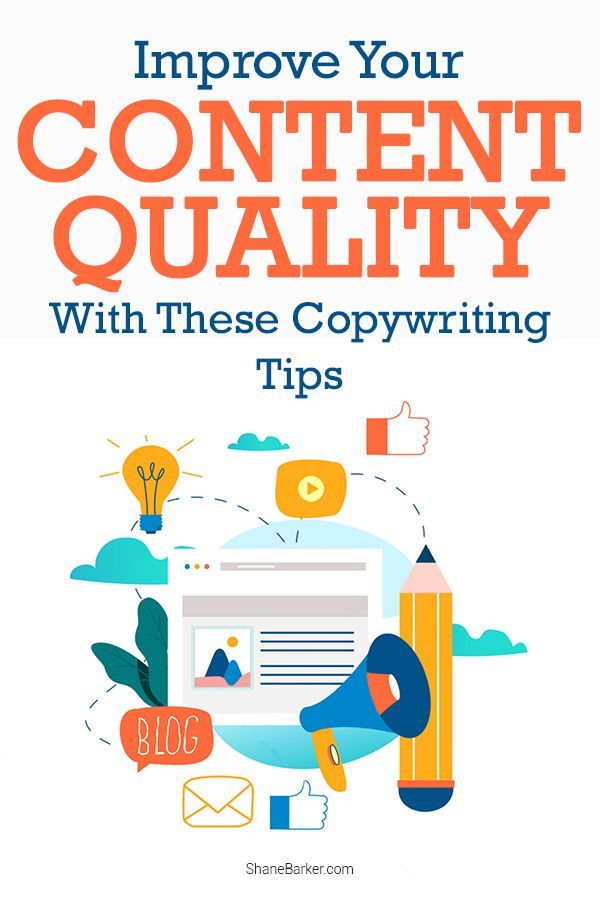 Improve Your
CONTENT
QUALITY
With These Copywriting
Tips
BLOG
ShaneBarker.com